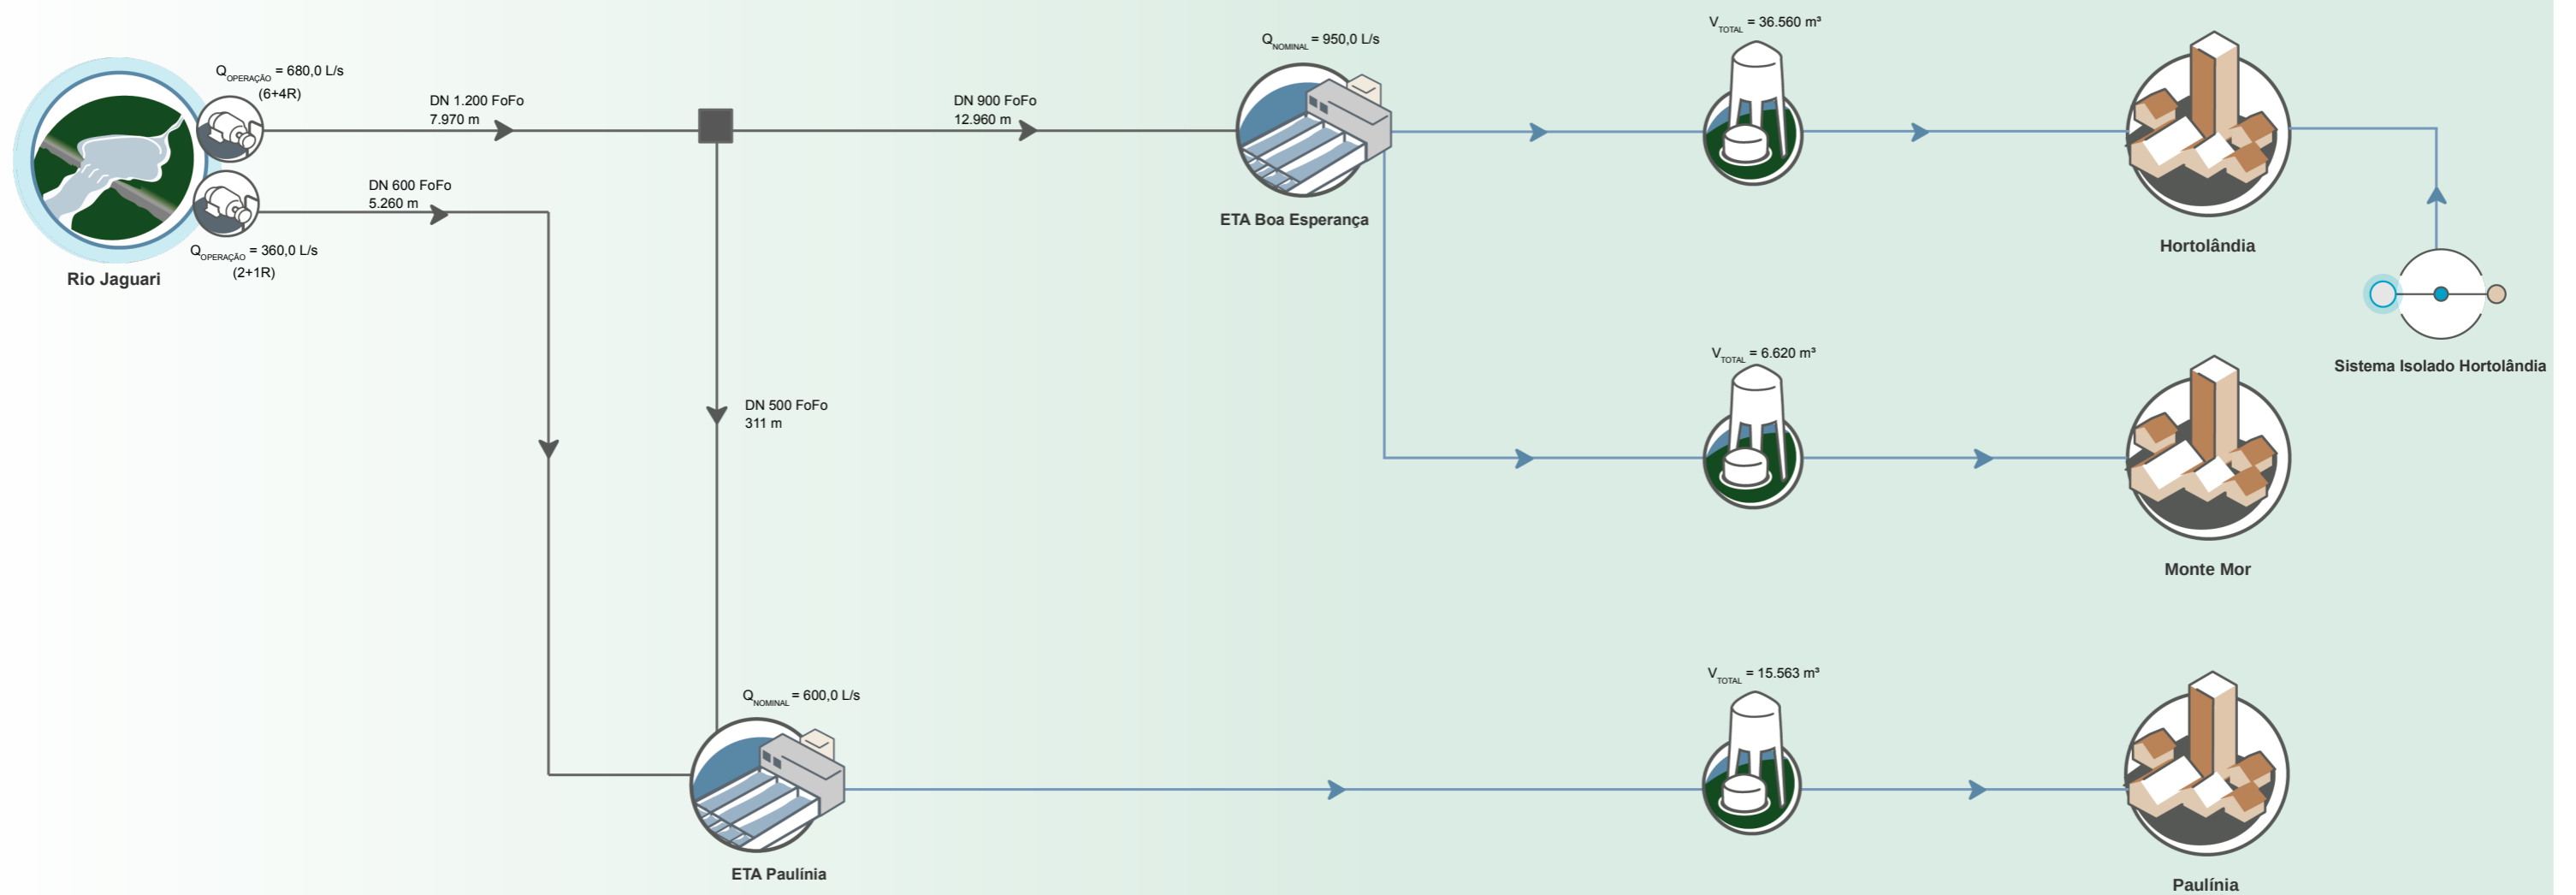 V TOTAL = 36.560 m³
Q NOMINAL = 950,0 L/s
Q OPERAÇÃO = 680,0 L/s
(6+4R)
DN 1.200 FoFo
7.970 m
DN 900 FoFo
12.960 m
DN 600 FoFo
5.260 m
ETA Boa Esperança
Q OPERAÇÃO = 360,0 L/s
(2+1R)
Rio Jaguari
Hortolândia
V TOTAL = 6.620 m³
Sistema Isolado Hortolândia
DN 500 FoFo
311 m
Monte Mor
V TOTAL = 15.563 m³
Q NOMINAL = 600,0 L/s
ETA Paulínia
Paulínia